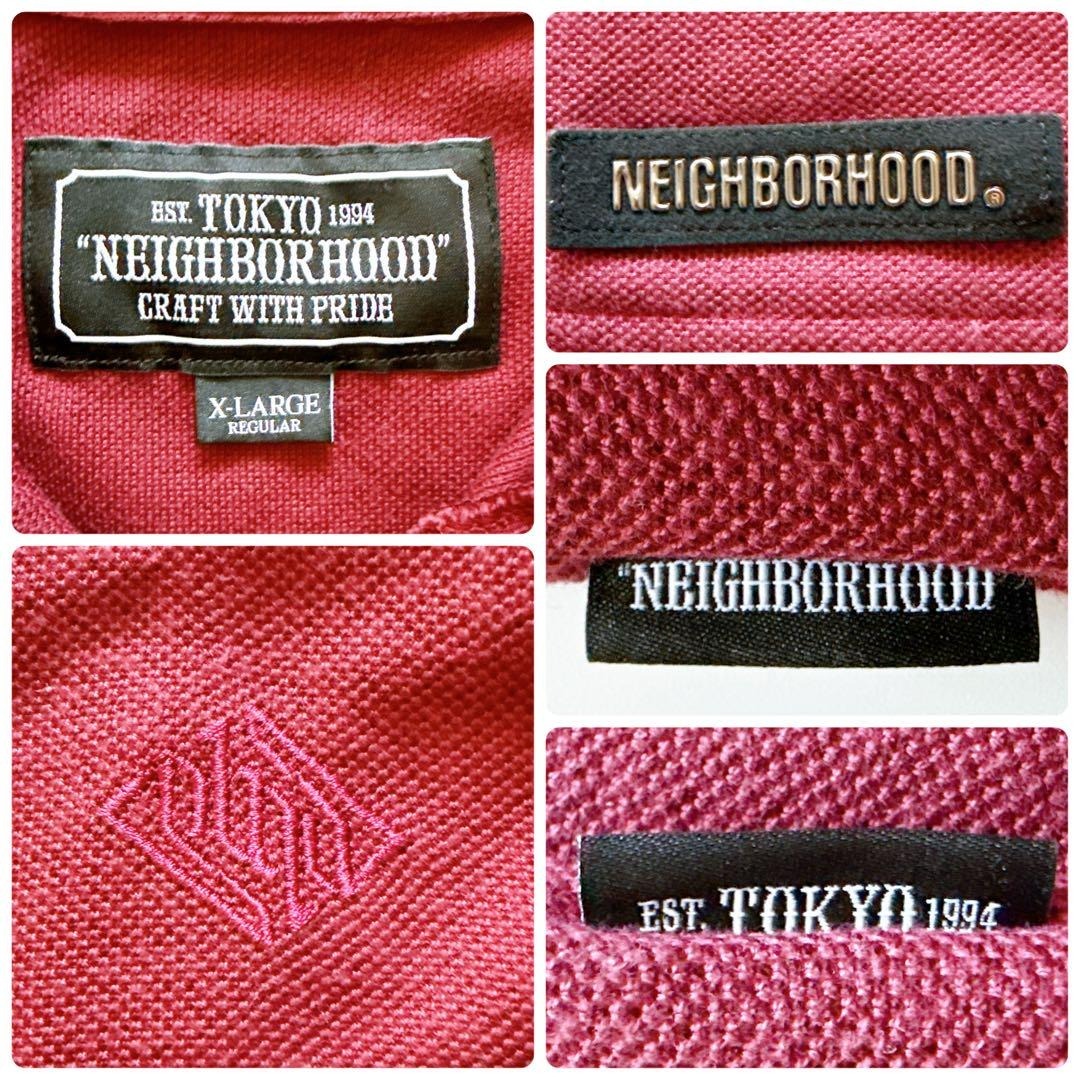 EST. TOKYO 1994
“NEIGHBORHOOD”
CRAFT WITH PRIDE
X-LARGE
REGULAR
NEIGHBORHOOD®
“NEIGHBORHOOD
EST. TOKYO 1994